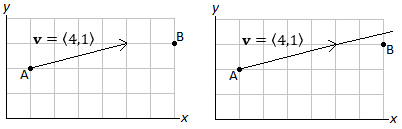 y
v = ⟨4,1⟩
A
B
x
y
v = ⟨4,1⟩
A
B
x